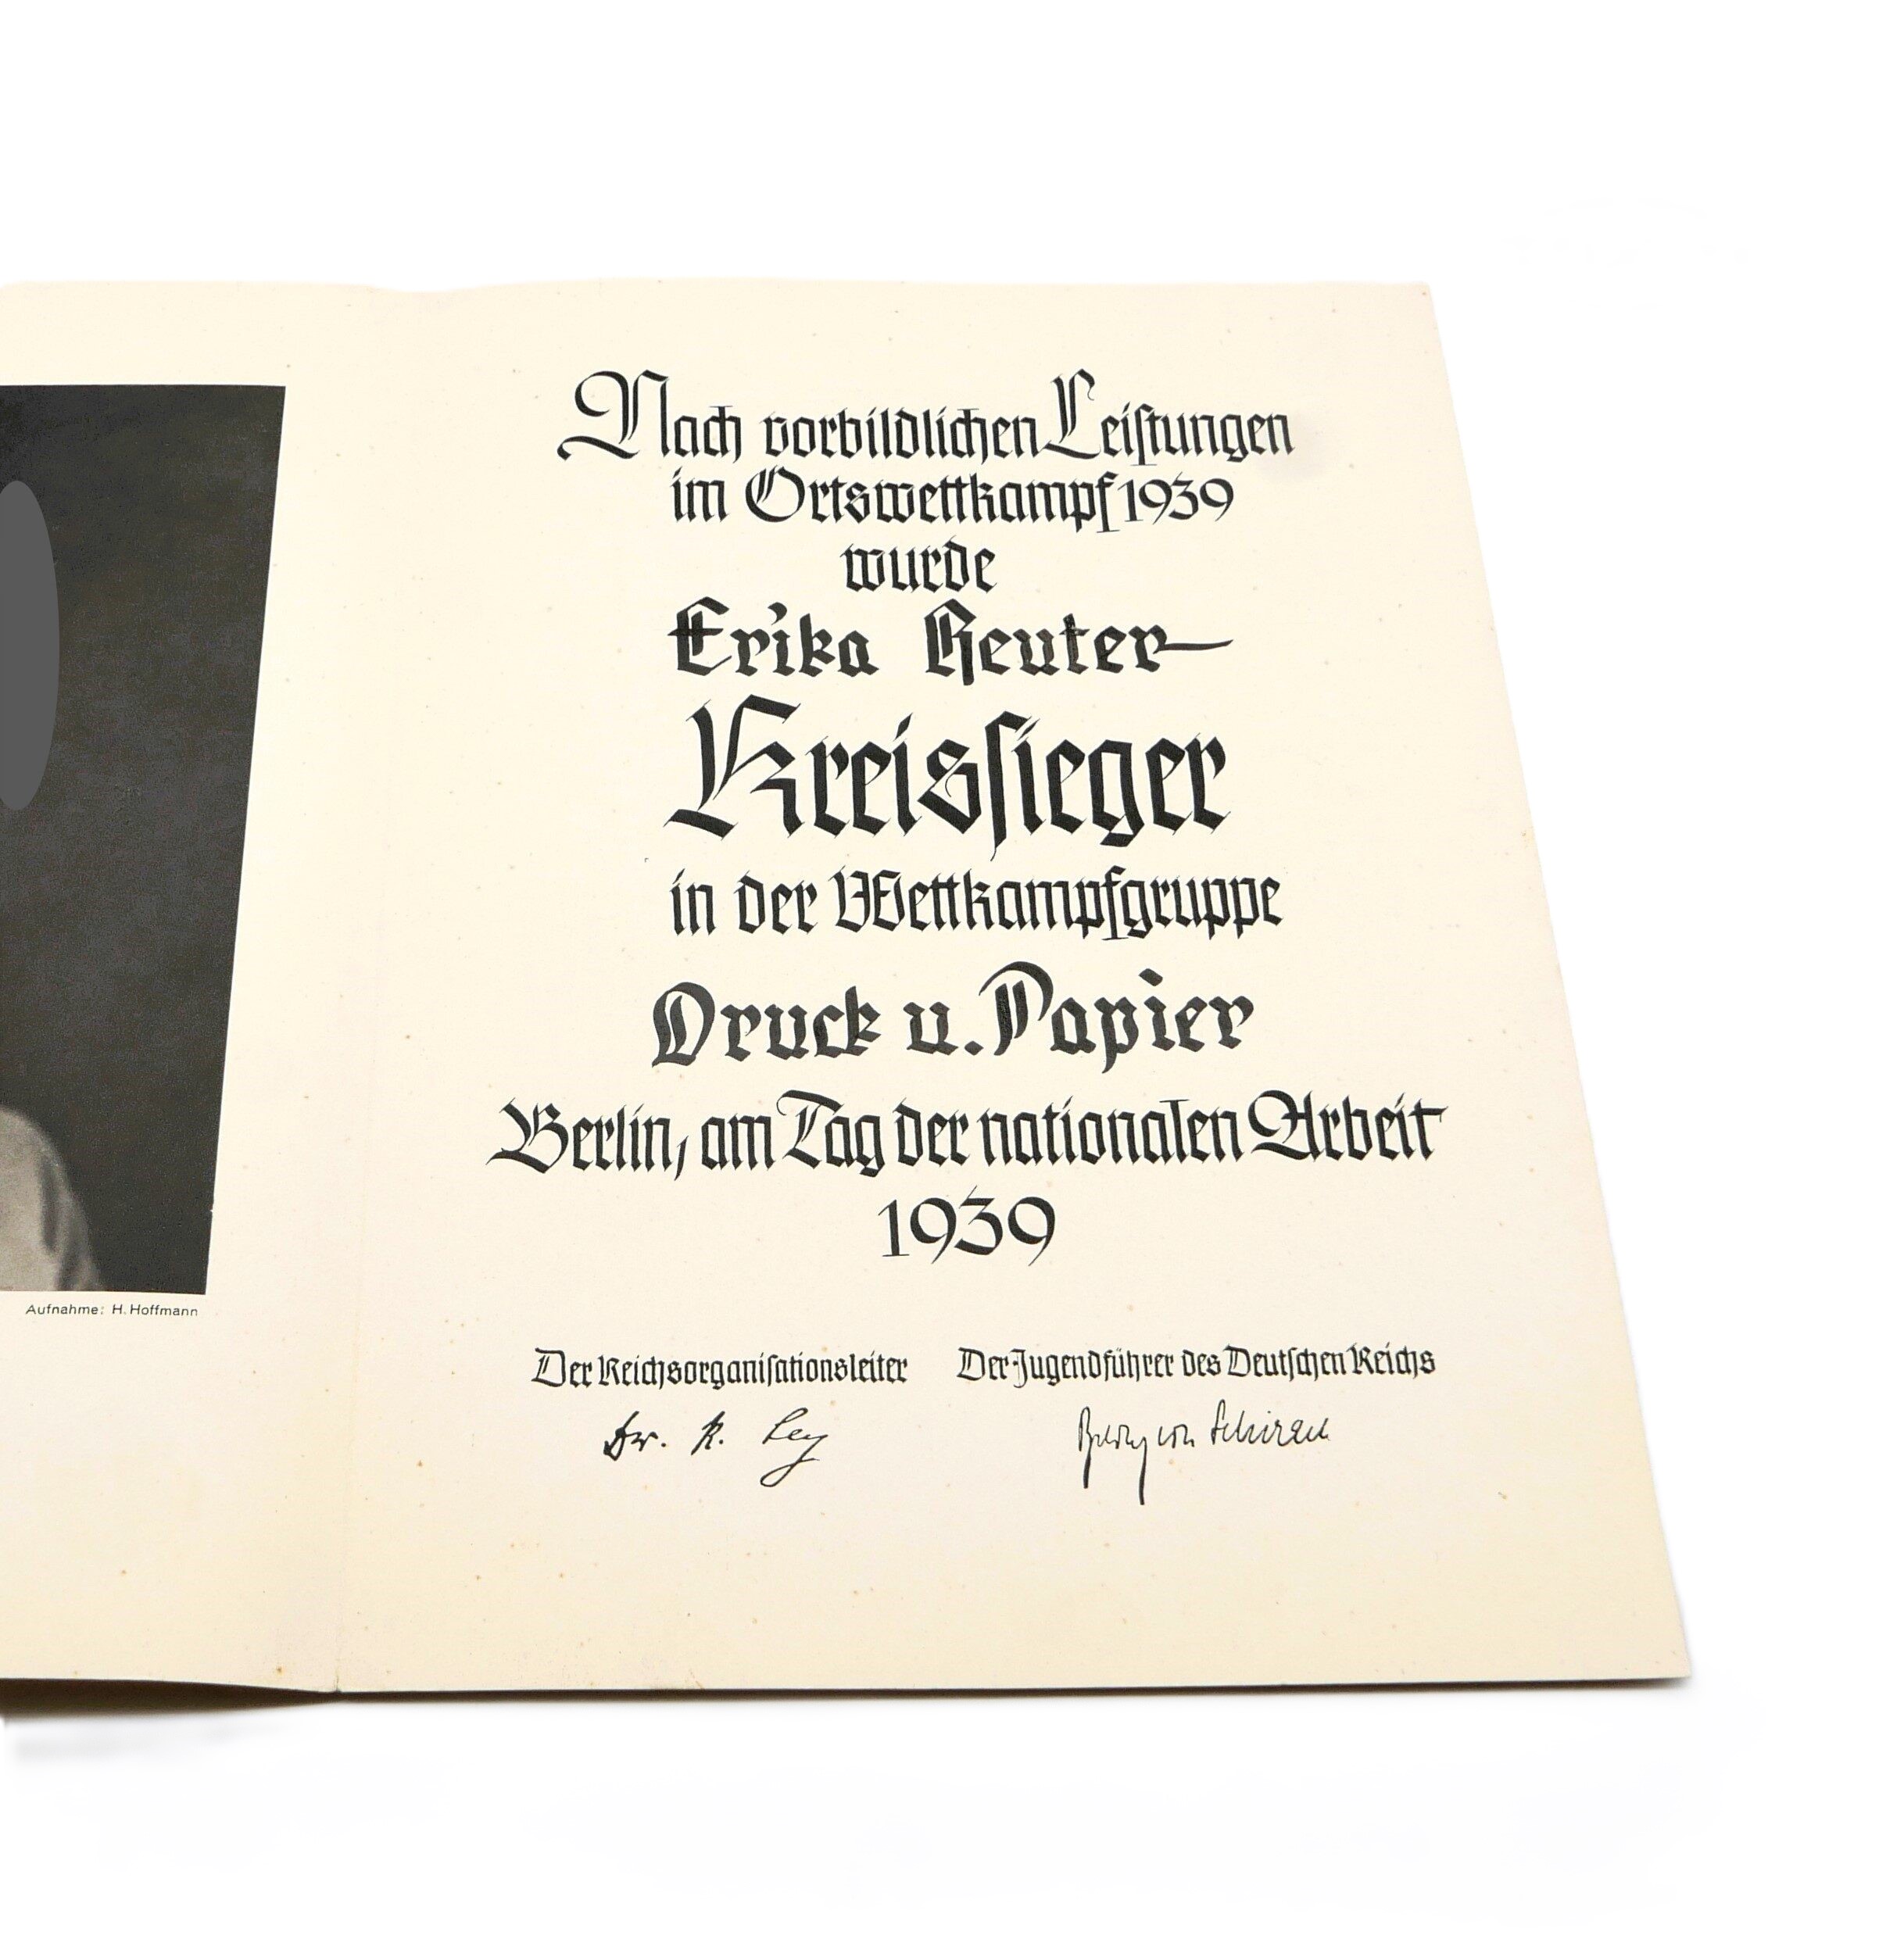 Nach vorbildlichen Leiſtungen
im Ortswettkampf 1939
wurde
Erika Reuter
Kreisſieger
in der Wettkampfgruppe
Druck u. Papier
Berlin, am Tag der nationalen Arbeit
1939
Aufnahme: H. Hoffmann
Der Reichsorganiſationsleiter Der Jugendführer des Deutſchen Reichs
Dr. R. Ley Baldur von Schirach